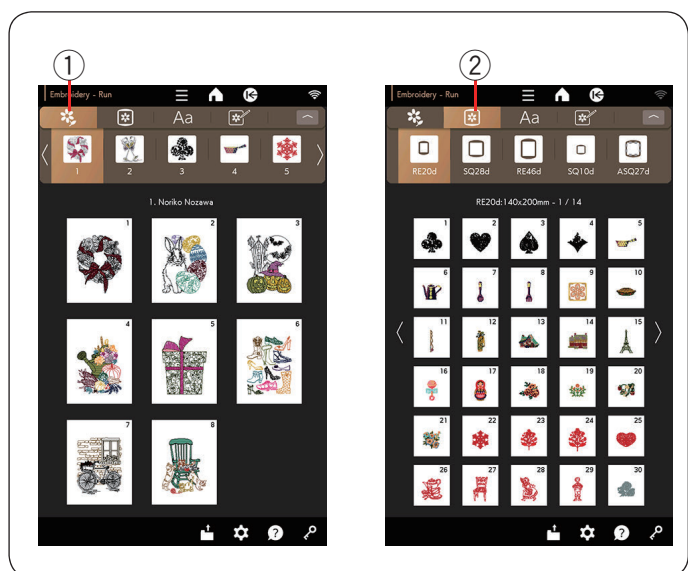 ①
②
Embroidery - Run
Aa
1 2 3 4 5
1. Noriko Nozawa
1 2 3
4 5 6
7 8
Embroidery - Run
Aa
RE20d SQ28d RE46d SQ10d ASQ27d
RE20d:140x200mm - 1 / 14
1 2 3 4 5
6 7 8 9 10
11 12 13 14 15
16 17 18 19 20
21 22 23 24 25
26 27 28 29 30